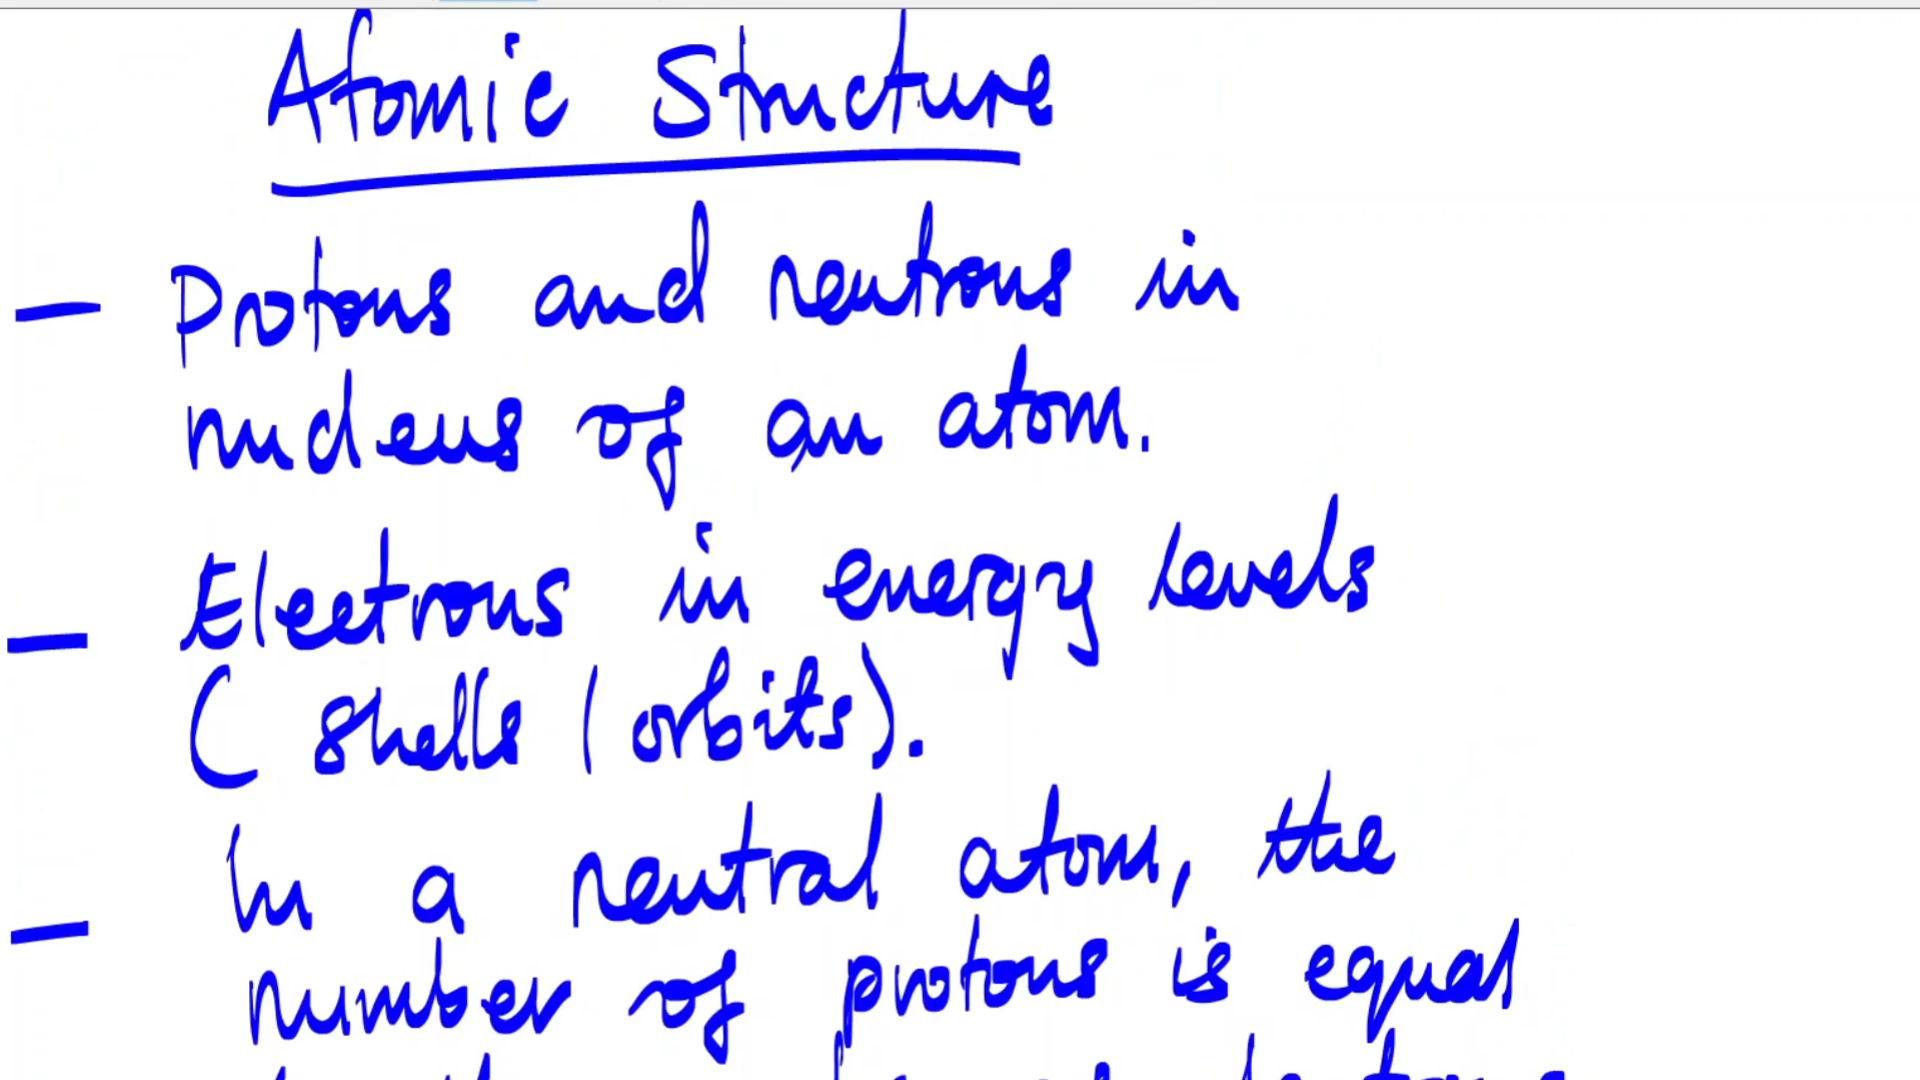 Atomic Structure
- Protons and neutrons in
nucleus of an atom.
- Electrons in energy levels
(shells / orbits).
- In a neutral atom, the
number of protons is equal